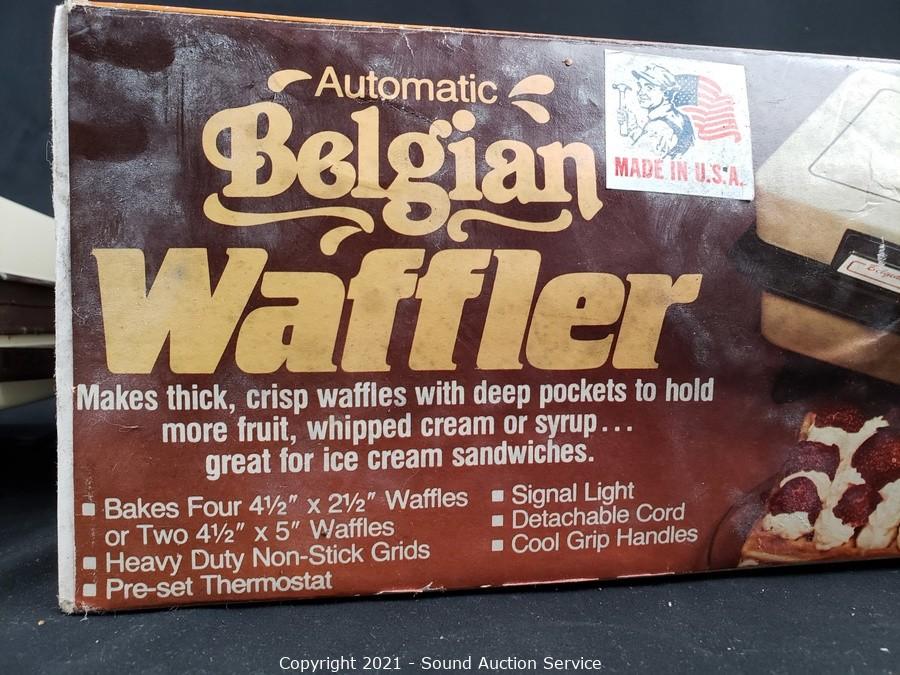 Automatic
Belgian
Waffler
MADE IN U.S.A.
Makes thick, crisp waffles with deep pockets to hold
more fruit, whipped cream or syrup...
great for ice cream sandwiches.
■ Bakes Four 4½″ x 2½″ Waffles
or Two 4½″ x 5″ Waffles
■ Heavy Duty Non-Stick Grids
■ Pre-set Thermostat
■ Signal Light
■ Detachable Cord
■ Cool Grip Handles
Copyright 2021 - Sound Auction Service